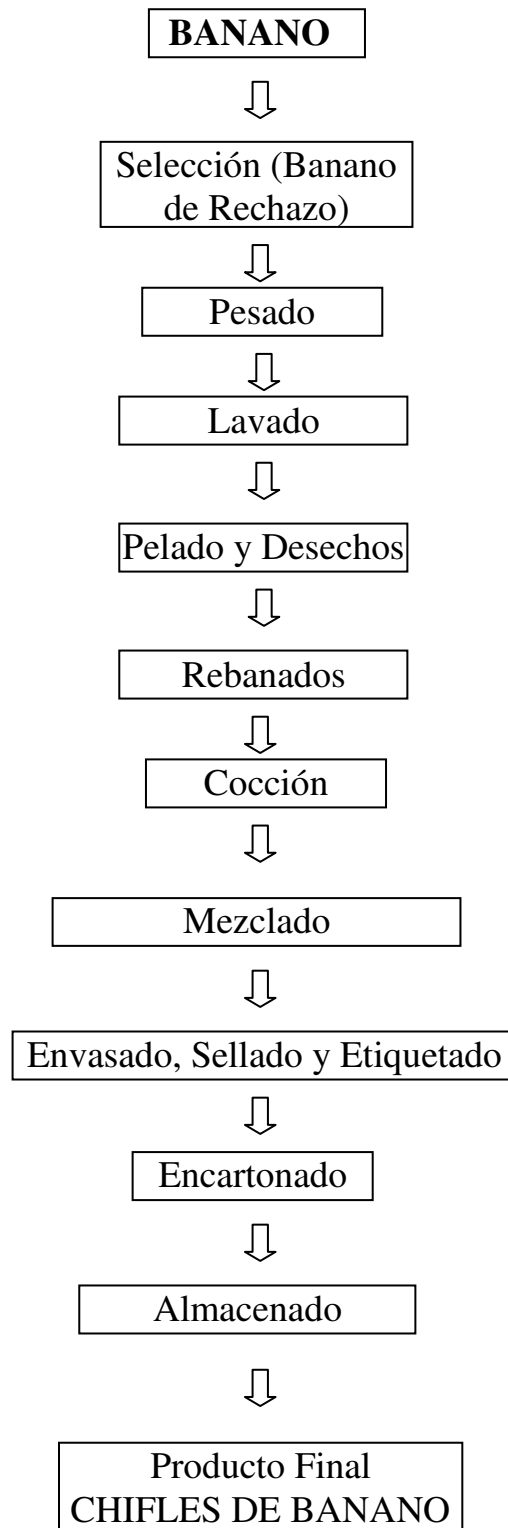 BANANO
Selección (Banano
de Rechazo)
Pesado
Lavado
Pelado y Desechos
Rebanados
Cocción
Mezclado
Envasado, Sellado y Etiquetado
Encartonado
Almacenado
Producto Final
CHIFLES DE BANANO